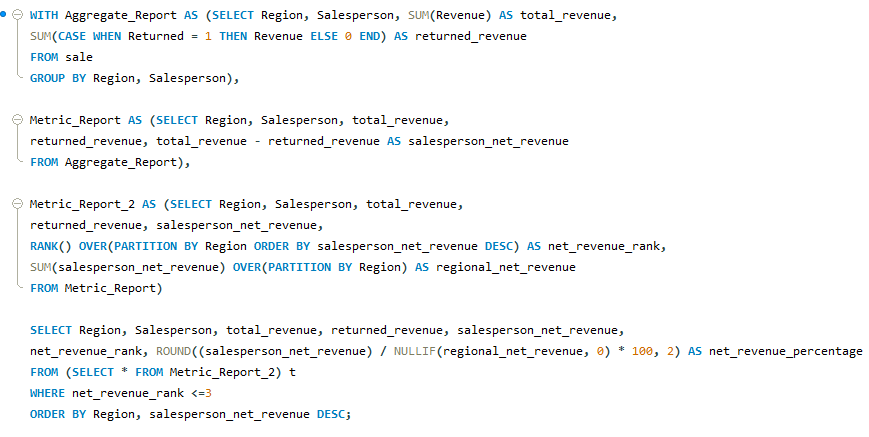 WITH Aggregate_Report AS (SELECT Region, Salesperson, SUM(Revenue) AS total_revenue,
SUM(CASE WHEN Returned = 1 THEN Revenue ELSE 0 END) AS returned_revenue
FROM sale
GROUP BY Region, Salesperson),
Metric_Report AS (SELECT Region, Salesperson, total_revenue,
returned_revenue, total_revenue - returned_revenue AS salesperson_net_revenue
FROM Aggregate_Report),
Metric_Report_2 AS (SELECT Region, Salesperson, total_revenue,
returned_revenue, salesperson_net_revenue,
RANK() OVER(PARTITION BY Region ORDER BY salesperson_net_revenue DESC) AS net_revenue_rank,
SUM(salesperson_net_revenue) OVER(PARTITION BY Region) AS regional_net_revenue
FROM Metric_Report)
SELECT Region, Salesperson, total_revenue, returned_revenue, salesperson_net_revenue,
net_revenue_rank, ROUND((salesperson_net_revenue) / NULLIF(regional_net_revenue, 0) * 100, 2) AS net_revenue_percentage
FROM (SELECT * FROM Metric_Report_2) t
WHERE net_revenue_rank <=3
ORDER BY Region, salesperson_net_revenue DESC;